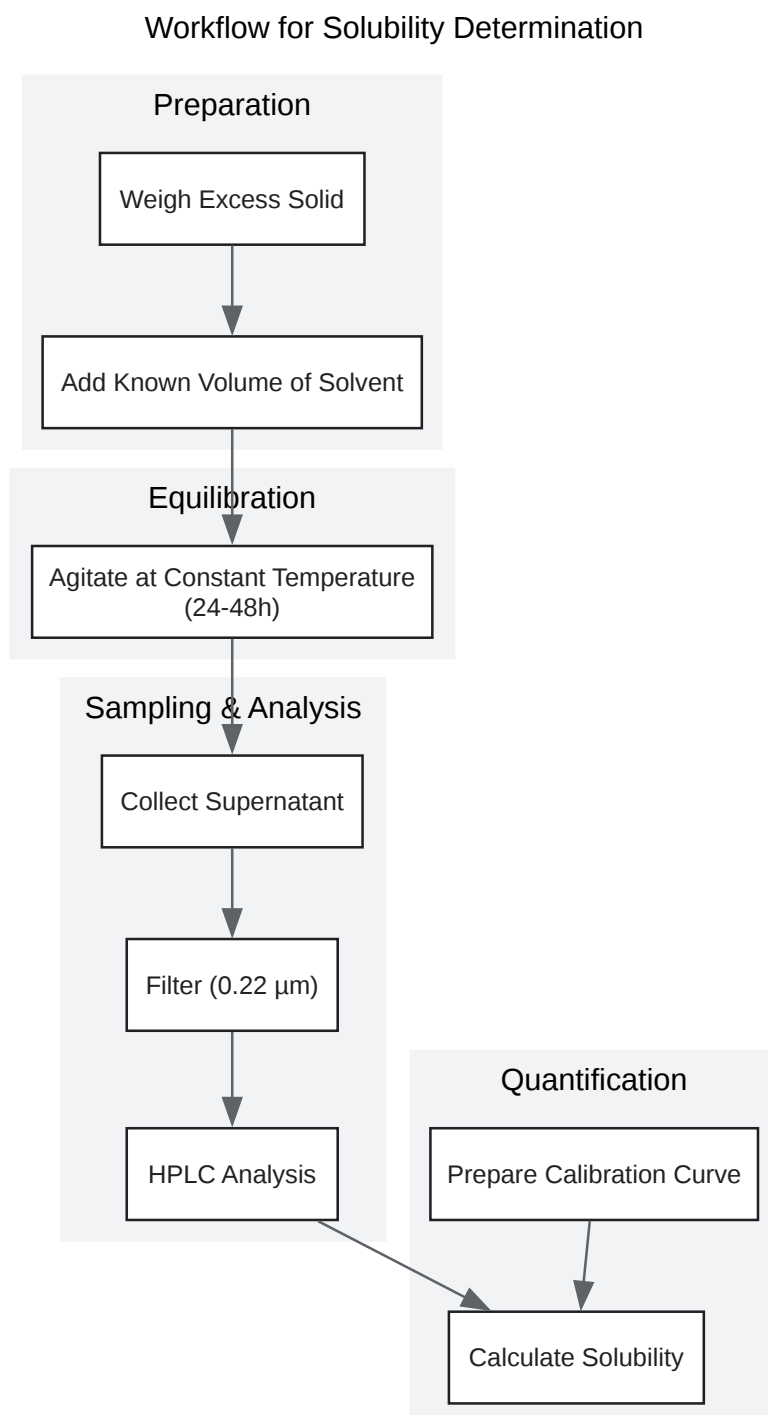 Workflow for Solubility Determination
Preparation
Weigh Excess Solid
Add Known Volume of Solvent
Equilibration
Agitate at Constant Temperature
(24-48h)
Sampling & Analysis
Collect Supernatant
Filter (0.22 µm)
HPLC Analysis
Quantification
Prepare Calibration Curve
Calculate Solubility